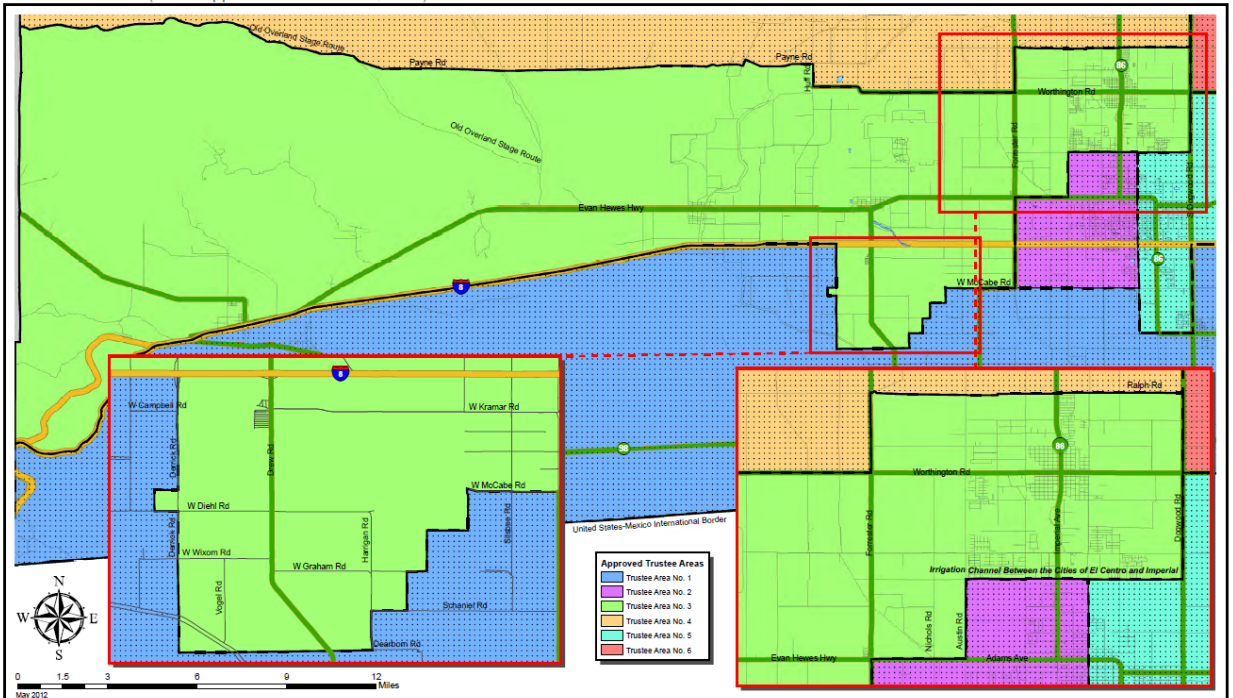 Old Overland Stage Route
Payne Rd
Payne Rd
Huff Rd
86
Worthington Rd
Forrester Rd
Old Overland Stage Route
S Dogwood Rd
Evan Hewes Hwy
86
8
W McCabe Rd
8
W Campbell Rd
W Kramar Rd
Derrick Rd
Drew Rd
W McCabe Rd
W Diehl Rd
Derrick Rd
Harrigan Rd
Silsbee Rd
W Wixom Rd
W Graham Rd
Vogel Rd
Schaniel Rd
Dearborn Rd
98
United States-Mexico International Border
Ralph Rd
86
Worthington Rd
Forrester Rd
Imperial Ave
Dogwood Rd
Irrigation Channel Between the Cities of El Centro and Imperial
Nichols Rd
Austin Rd
Evan Hewes Hwy
Adams Ave
Approved Trustee Areas
Trustee Area No. 1
Trustee Area No. 2
Trustee Area No. 3
Trustee Area No. 4
Trustee Area No. 5
Trustee Area No. 6
N
W E
S
0 1.5 3 6 9 12
Miles
May 2012